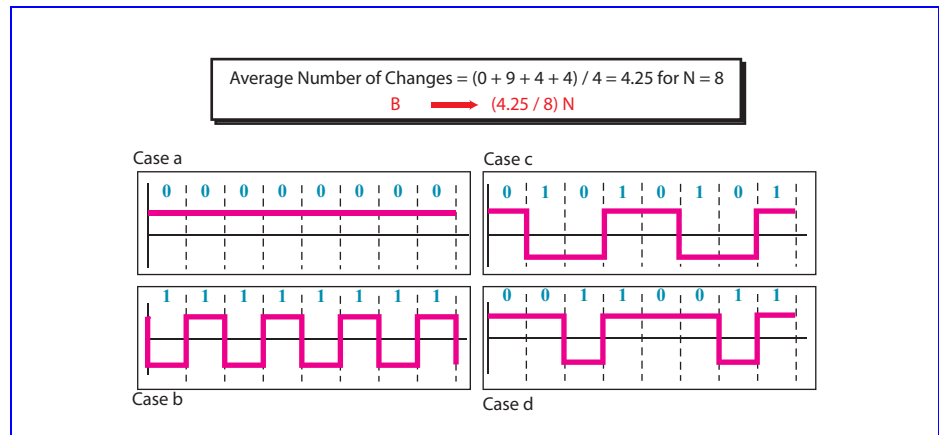 Average Number of Changes = (0 + 9 + 4 + 4) / 4 = 4.25 for N = 8
B (4.25 / 8) N
Case a
0 0 0 0 0 0 0 0
Case c
0 1 0 1 0 1 0 1
1 1 1 1 1 1 1 1
Case b
0 0 1 1 0 0 1 1
Case d